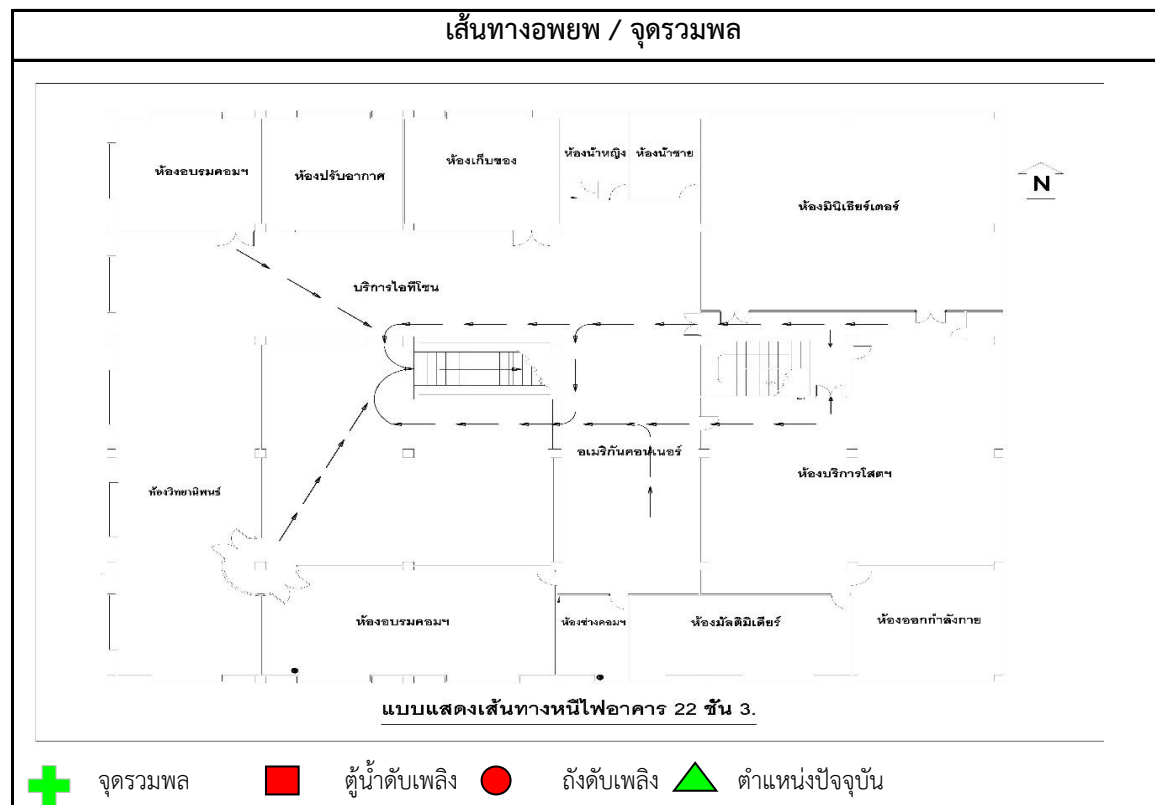 เส้นทางอพยพ / จุดรวมพล
ห้องอบรมคอมฯ
ห้องปรับอากาศ
ห้องเก็บของ
ห้องน้ำหญิง
ห้องน้ำชาย
ห้องมินิเธียร์เตอร์
N
บริการไอทีโซน
อเมริกันคอนเนอร์
ห้องบริการโสตฯ
ห้องวิทยานิพนธ์
ห้องอบรมคอมฯ
ห้องช่างคอมฯ
ห้องมัลติมิเดียร์
ห้องออกกำลังกาย
แบบแสดงเส้นทางหนีไฟอาคาร 22 ชั้น 3.
จุดรวมพล
ตู้น้ำดับเพลิง
ถังดับเพลิง
ตำแหน่งปัจจุบัน